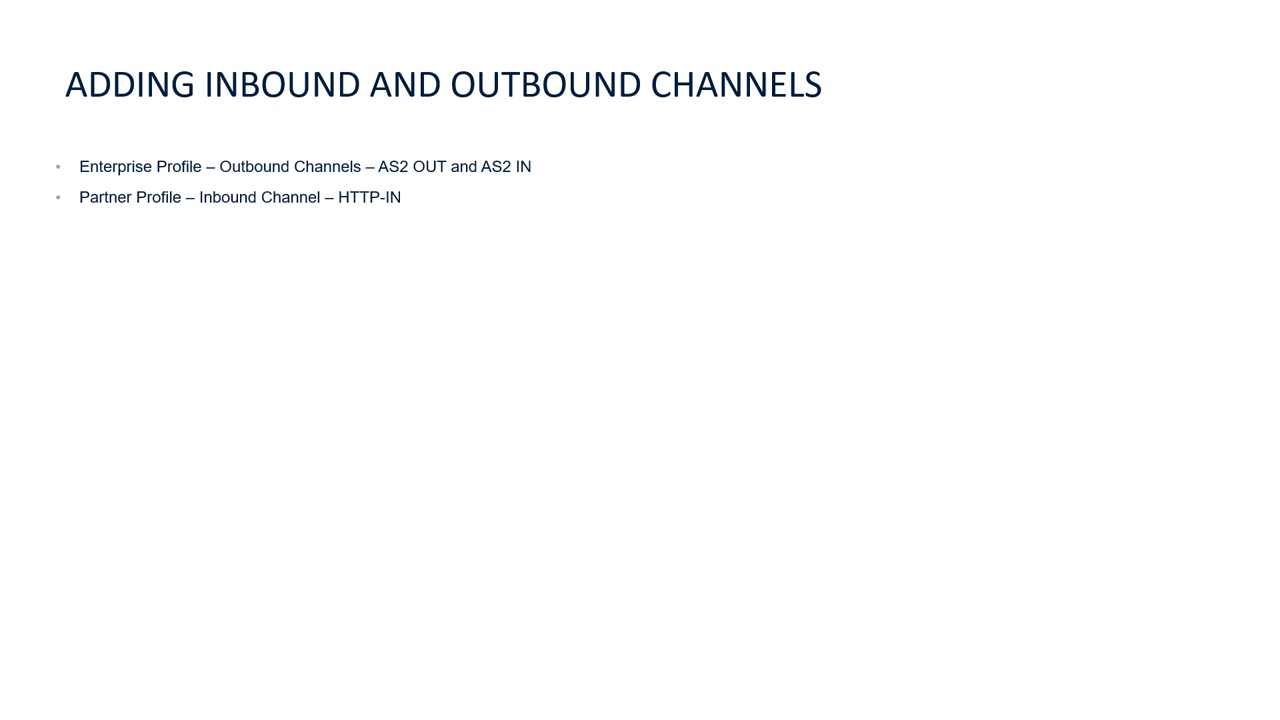 ADDING INBOUND AND OUTBOUND CHANNELS
• Enterprise Profile – Outbound Channels – AS2 OUT and AS2 IN
• Partner Profile – Inbound Channel – HTTP-IN